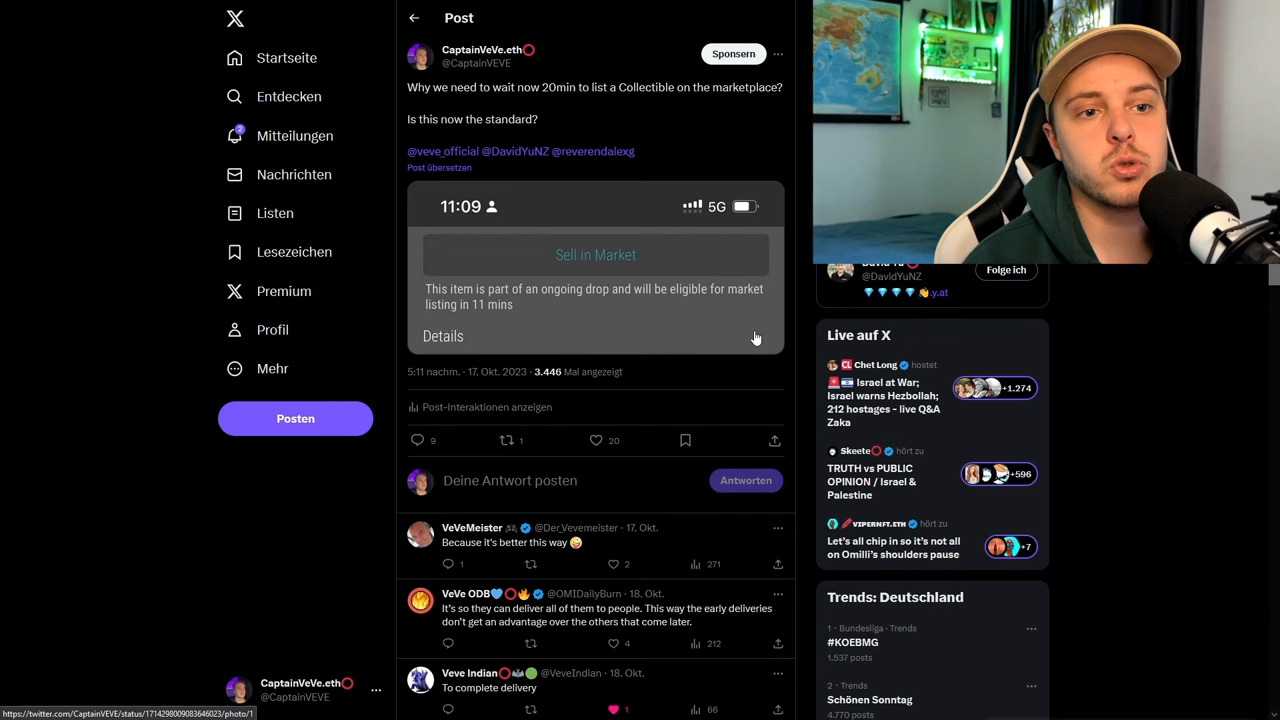 Startseite
Entdecken
2
Mitteilungen
Nachrichten
Listen
Lesezeichen
Premium
Profil
Mehr
Posten
CaptainVeVe.eth
@CaptainVEVE
https://twitter.com/CaptainVEVE/status/1714298009083646023/photo/1
Post
CaptainVeVe.eth
@CaptainVEVE
Sponsern
Why we need to wait now 20min to list a Collectible on the marketplace?
Is this now the standard?
@veve_official @DavidYuNZ @reverendalexg
Post übersetzen
11:09
5G
Sell in Market
This item is part of an ongoing drop and will be eligible for market
listing in 11 mins
Details
5:11 nachm. · 17. Okt. 2023 · 3.446 Mal angezeigt
Post-Interaktionen anzeigen
9 1 20
Deine Antwort posten
Antworten
VeVeMeister @Der_Vevemeister · 17. Okt.
Because it's better this way
1 2 271
VeVe ODB @OMIDailyBurn · 18. Okt.
It's so they can deliver all of them to people. This way the early deliveries
don't get an advantage over the others that come later.
4 212
Veve Indian @VeveIndian · 18. Okt.
To complete delivery
1 66
@DavidYuNZ
Folge ich
.y.at
Live auf X
CL Chet Long hostet
Israel at War;
Israel warns Hezbollah;
212 hostages - live Q&A
Zaka
+1.274
Skeete hört zu
TRUTH vs PUBLIC
OPINION / Israel &
Palestine
+596
VIPERNFT.ETH hört zu
Let's all chip in so it's not all
on Omilli's shoulders pause
+7
Trends: Deutschland
1 · Bundesliga · Trends
#KOEBMG
1.537 posts
2 · Trends
Schönen Sonntag
4.770 posts